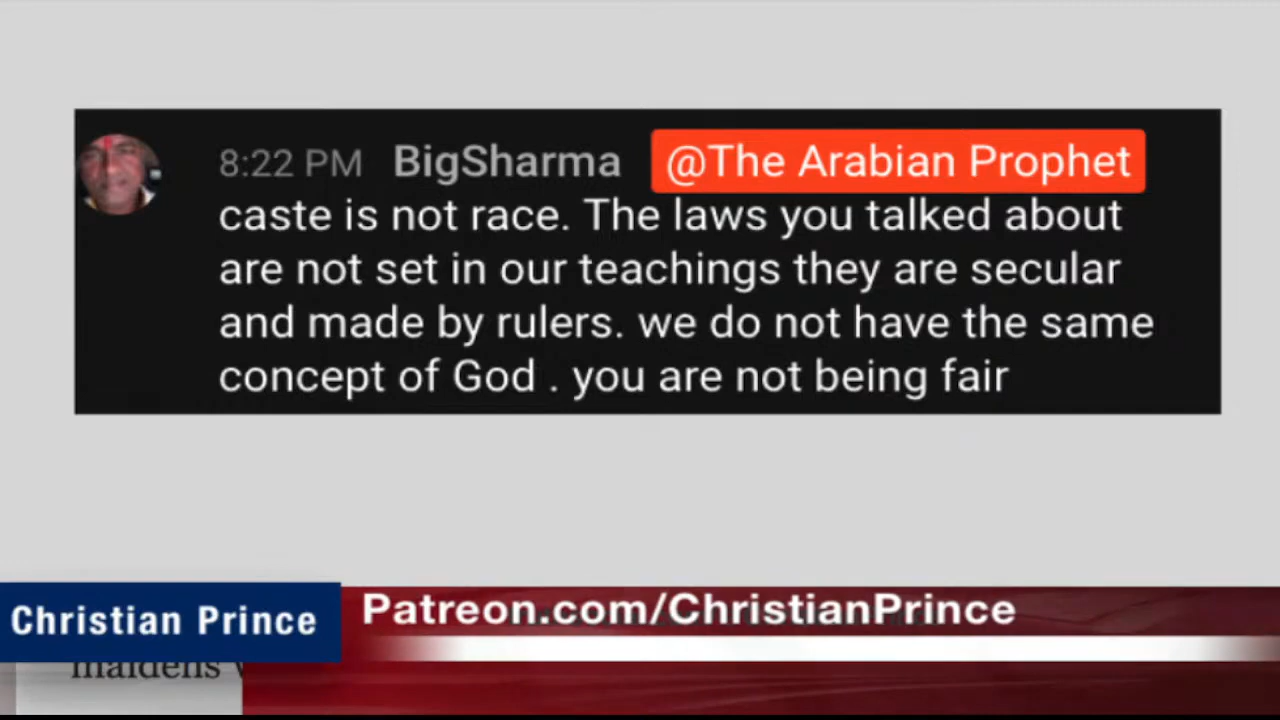 8:22 PM BigSharma @The Arabian Prophet
caste is not race. The laws you talked about
are not set in our teachings they are secular
and made by rulers. we do not have the same
concept of God . you are not being fair
Christian Prince
Patreon.com/ChristianPrince
maidens